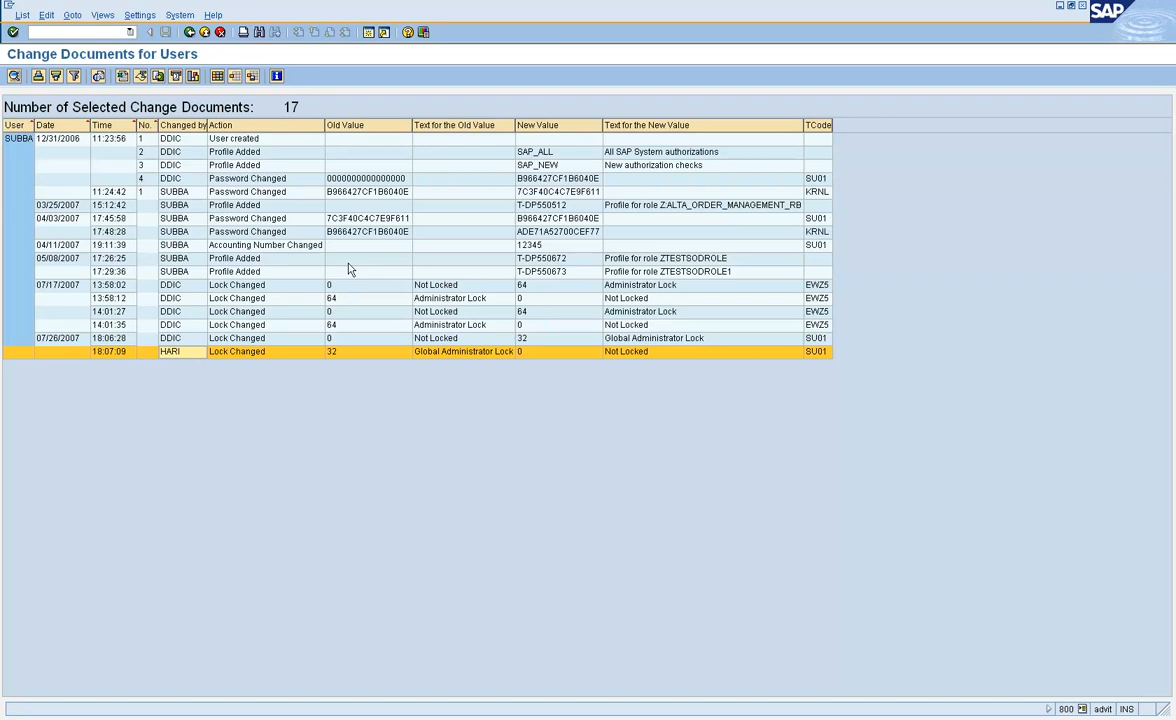 List Edit Goto Views Settings System Help
SAP
Change Documents for Users
Number of Selected Change Documents: 17
User Date Time No. Changed by Action Old Value Text for the Old Value New Value Text for the New Value TCode
SUBBA 12/31/2006 11:23:56 1 DDIC User created
2 DDIC Profile Added SAP_ALL All SAP System authorizations
3 DDIC Profile Added SAP_NEW New authorization checks
4 DDIC Password Changed 0000000000000000 B966427CF1B6040E SU01
11:24:42 1 SUBBA Password Changed B966427CF1B6040E 7C3F40C4C7E9F611 KRNL
03/25/2007 15:12:42 SUBBA Profile Added T-DP550512 Profile for role Z:ALTA_ORDER_MANAGEMENT_RB
04/03/2007 17:45:58 SUBBA Password Changed 7C3F40C4C7E9F611 B966427CF1B6040E SU01
17:48:28 SUBBA Password Changed B966427CF1B6040E ADE71A52700CEF77 KRNL
04/11/2007 19:11:39 SUBBA Accounting Number Changed 12345 SU01
05/08/2007 17:26:25 SUBBA Profile Added T-DP550672 Profile for role ZTESTSODROLE
17:29:36 SUBBA Profile Added T-DP550673 Profile for role ZTESTSODROLE1
07/17/2007 13:58:02 DDIC Lock Changed 0 Not Locked 64 Administrator Lock EWZ5
13:58:12 DDIC Lock Changed 64 Administrator Lock 0 Not Locked EWZ5
14:01:27 DDIC Lock Changed 0 Not Locked 64 Administrator Lock EWZ5
14:01:35 DDIC Lock Changed 64 Administrator Lock 0 Not Locked EWZ5
07/26/2007 18:06:28 DDIC Lock Changed 0 Not Locked 32 Global Administrator Lock SU01
18:07:09 HARI Lock Changed 32 Global Administrator Lock 0 Not Locked SU01
800 advit INS